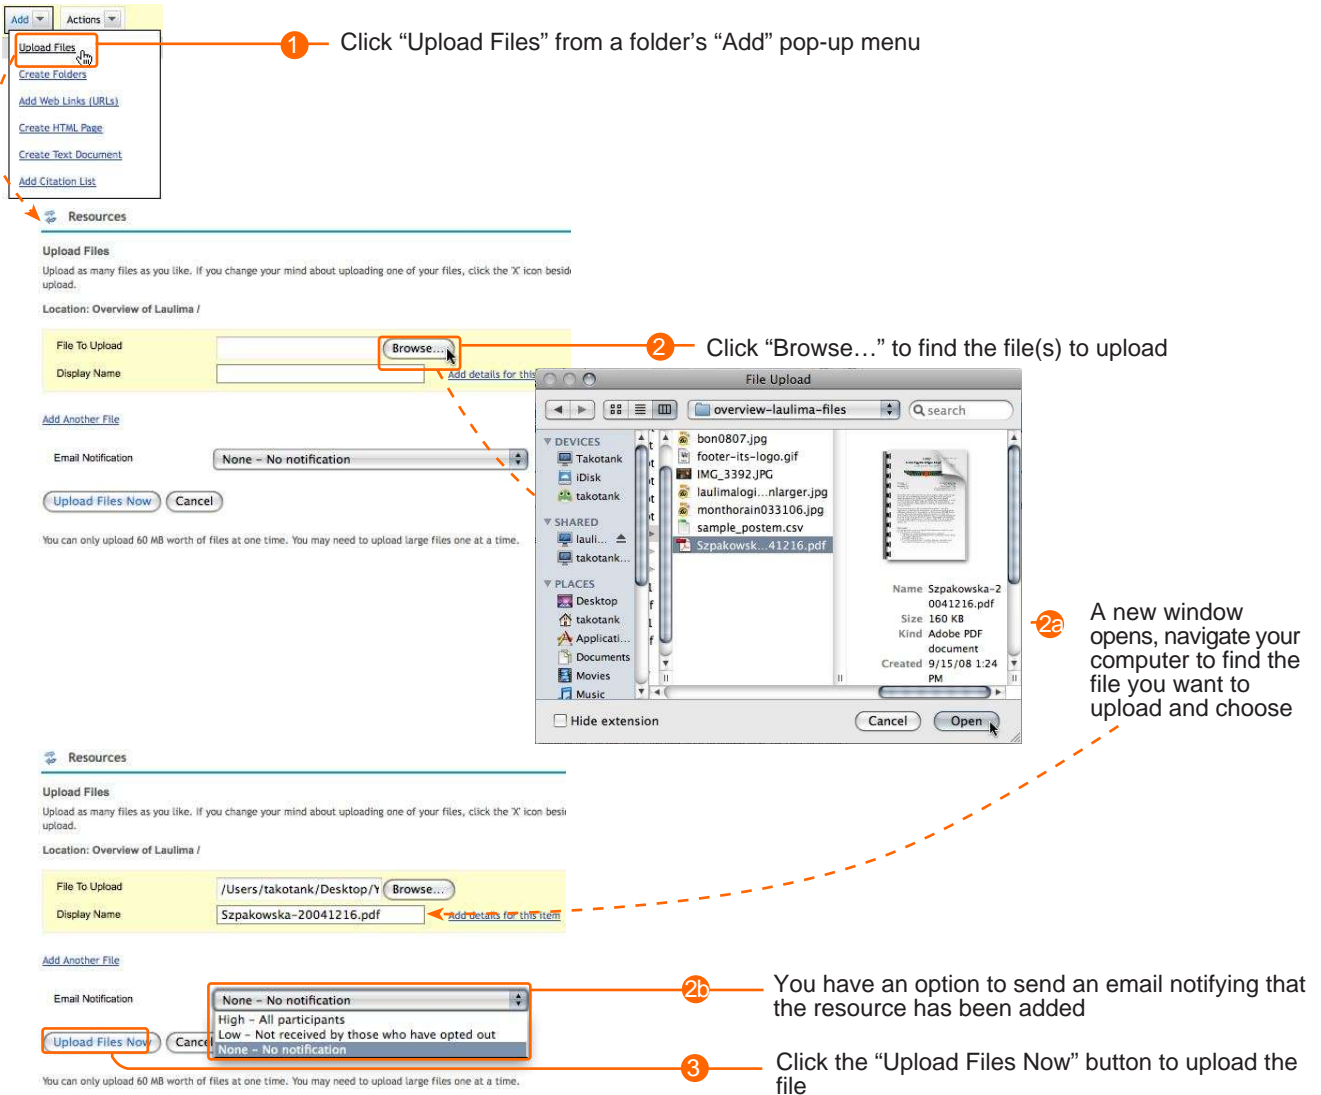 Add Actions
Upload Files
Create Folders
Add Web Links (URLs)
Create HTML Page
Create Text Document
Add Citation List
1 Click “Upload Files” from a folder’s “Add” pop-up menu
Resources
Upload Files
Upload as many files as you like. If you change your mind about uploading one of your files, click the 'X' icon besid
upload.
Location: Overview of Laulima /
File To Upload Browse...
Display Name Add details for this
Add Another File
Email Notification None – No notification
Upload Files Now Cancel
You can only upload 60 MB worth of files at one time. You may need to upload large files one at a time.
2 Click “Browse…” to find the file(s) to upload
File Upload
overview-laulima-files search
DEVICES
Takotank
iDisk
takotank
SHARED
lauli...
takotank...
PLACES
Desktop
takotank
Applicati...
Documents
Movies
Music
bon0807.jpg
footer-its-logo.gif
IMG_3392.JPG
laulimalogi...nlarger.jpg
monthorain033106.jpg
sample_postem.csv
Szpakowsk...41216.pdf
Name Szpakowska-2
0041216.pdf
Size 160 KB
Kind Adobe PDF
document
Created 9/15/08 1:24
PM
Hide extension Cancel Open
2a A new window
opens, navigate your
computer to find the
file you want to
upload and choose
Resources
Upload Files
Upload as many files as you like. If you change your mind about uploading one of your files, click the 'X' icon besi
upload.
Location: Overview of Laulima /
File To Upload /Users/takotank/Desktop/Y Browse...
Display Name Szpakowska-20041216.pdf Add details for this item
Add Another File
Email Notification None – No notification
High – All participants
Low – Not received by those who have opted out
None – No notification
Upload Files Now Cance
You can only upload 60 MB worth of files at one time. You may need to upload large files one at a time.
2b You have an option to send an email notifying that
the resource has been added
3 Click the “Upload Files Now” button to upload the
file